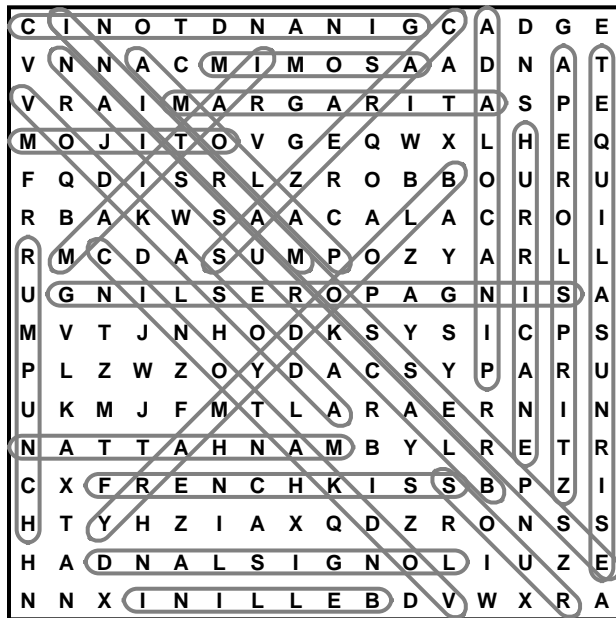 C I N O T D N A N I G C A D G E
V N N A C M I M O S A A D N A T
V R A I M A R G A R I T A S P E
M O J I T O V G E Q W X L H E Q
F Q D I S R L Z R O B B O U R U
R B A K W S A A C A L A C R O I
R M C D A S U M P O Z Y A R L L
U G N I L S E R O P A G N I S A
M V T J N H O D K S Y S I C P S
P L Z W Z O Y D A C S Y P A R U
U K M J F M T L A R A E R N I N
N A T T A H N A M B Y L R E T R
C X F R E N C H K I S S B P Z I
H T Y H Z I A X Q D Z R O N S S
H A D N A L S I G N O L I U Z E
N N X I N I L L E B D V W X R A